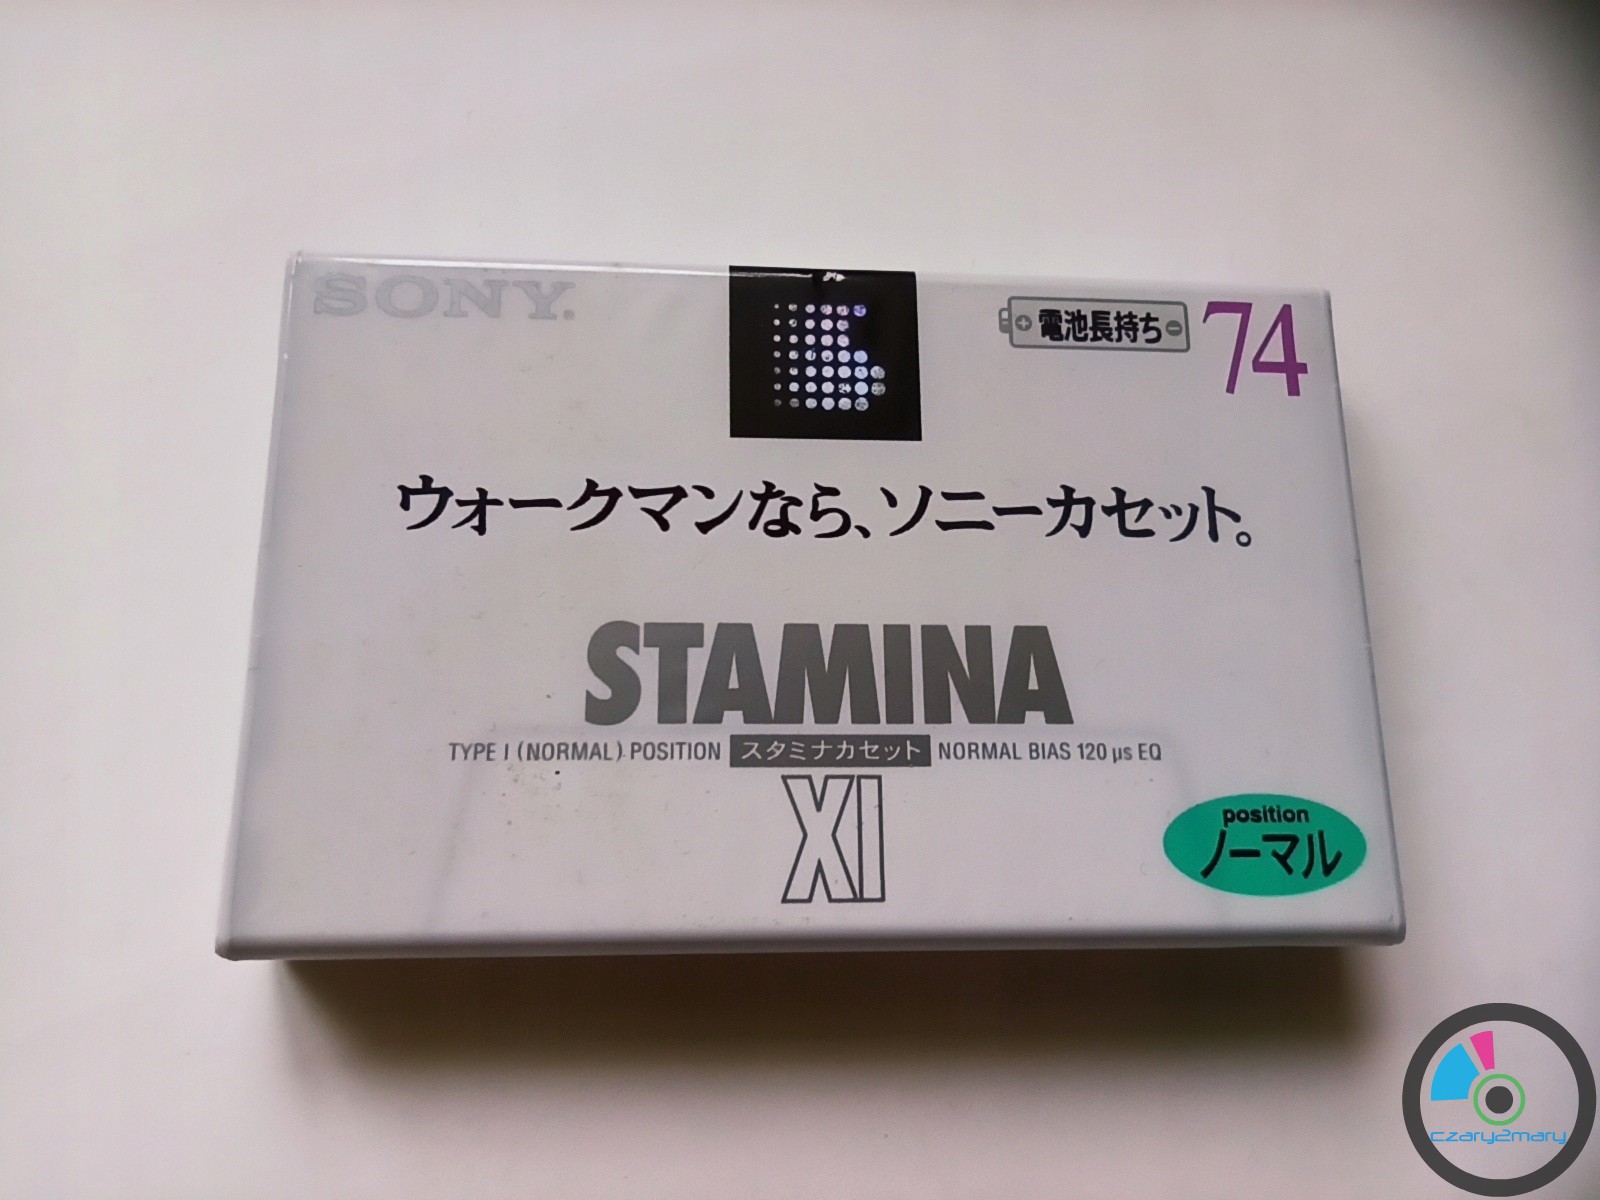 SONY.
電池長持ち
74
ウォークマンなら、ソニーカセット。
STAMINA
TYPE I (NORMAL) POSITION スタミナカセット NORMAL BIAS 120 μs EQ
XI
position
ノーマル
czary2mary